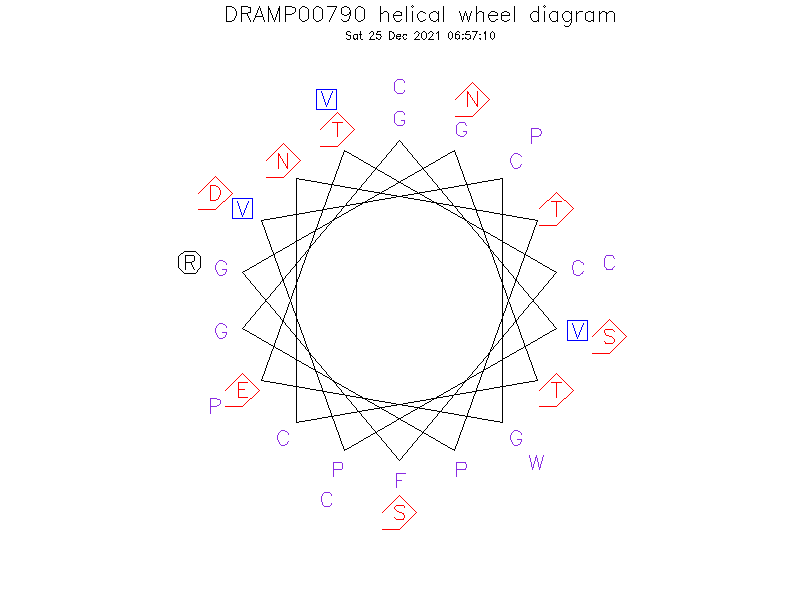 DRAMP00790 helical wheel diagram
Sat 25 Dec 2021 06:57:10
C
V N
G
T G P
N C
D V T
R G C C
G V S
P E T
C G
P W
P
F
C
S